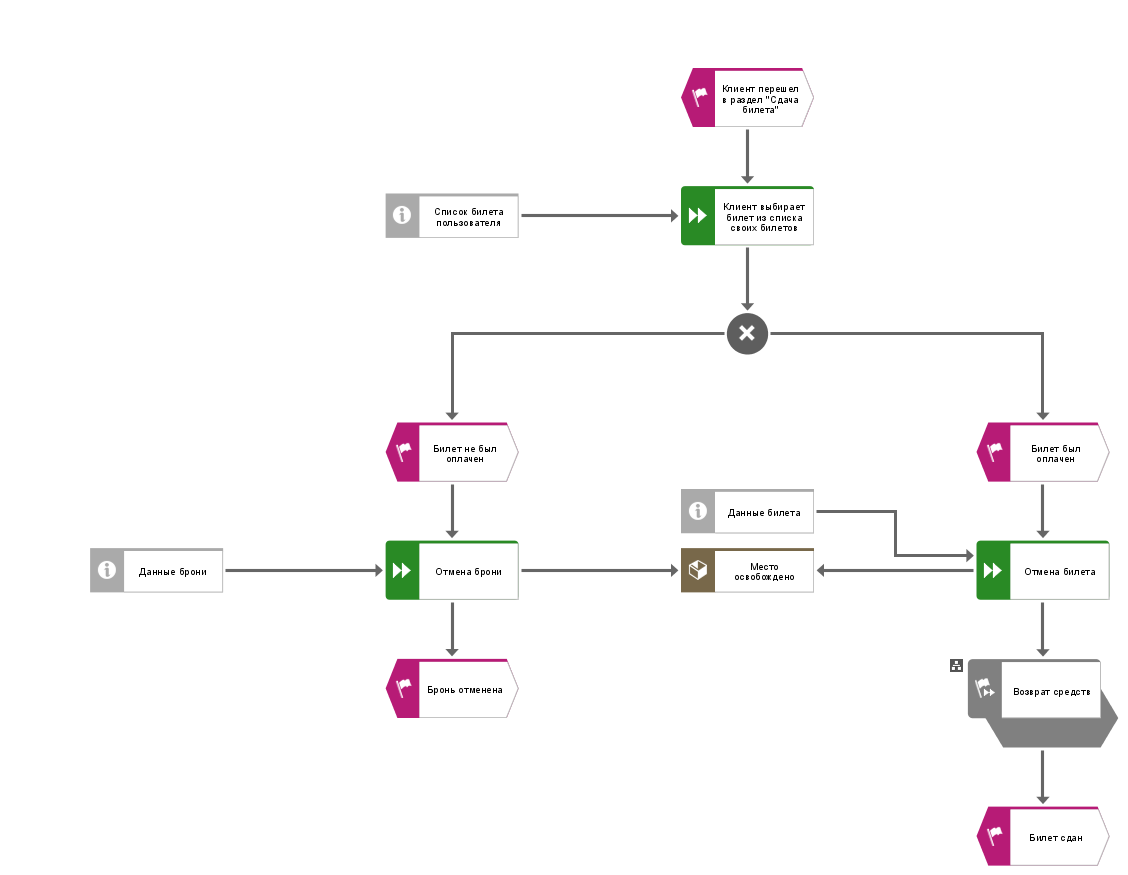 Клиент перешел
в раздел "Сдача
билета"
Список билета
пользователя
Клиент выбирает
билет из списка
своих билетов
Билет не был
оплачен
Билет был
оплачен
Данные билета
Данные брони
Отмена брони
Место
освобождено
Отмена билета
Бронь отменена
Возврат средств
Билет сдан